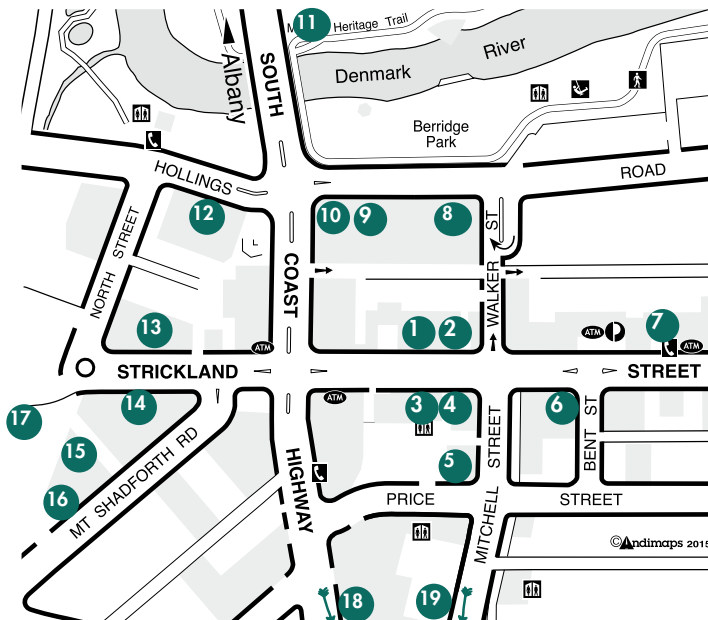 11
M
Heritage Trail
River
Denmark
Albany
SOUTH
Berridge
Park
HOLLINGS
ROAD
12
10
9
8
ST
NORTH STREET
COAST
WALKER
13
1
2
7
ATM
ATM
ATM
STRICKLAND
STREET
14
ATM
3
4
6
17
15
5
STREET
BENT ST
16
MT SHADFORTH RD
HIGHWAY
PRICE
STREET
MITCHELL
©Andimaps 2015
18
19